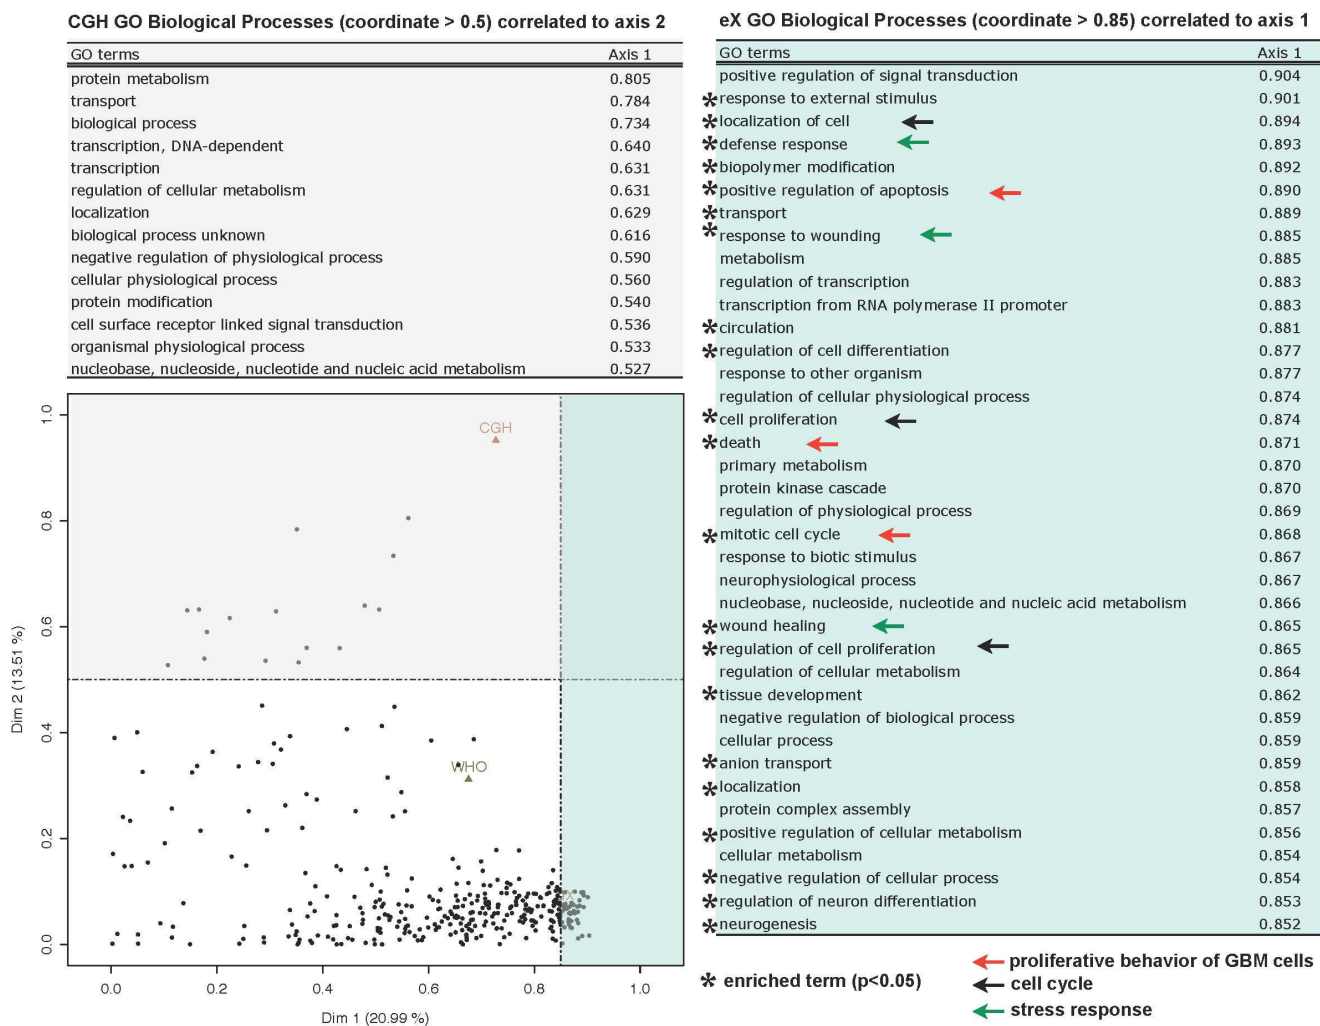 CGH GO Biological Processes (coordinate > 0.5) correlated to axis 2
GO terms Axis 1
protein metabolism 0.805
transport 0.784
biological process 0.734
transcription, DNA-dependent 0.640
transcription 0.631
regulation of cellular metabolism 0.631
localization 0.629
biological process unknown 0.616
negative regulation of physiological process 0.590
cellular physiological process 0.560
protein modification 0.540
cell surface receptor linked signal transduction 0.536
organismal physiological process 0.533
nucleobase, nucleoside, nucleotide and nucleic acid metabolism 0.527
1.0
0.8
0.6
0.4
0.2
0.0
Dim 2 (13.51 %)
CGH
WHO
0.0 0.2 0.4 0.6 0.8 1.0
Dim 1 (20.99 %)
eX GO Biological Processes (coordinate > 0.85) correlated to axis 1
GO terms Axis 1
positive regulation of signal transduction 0.904
* response to external stimulus 0.901
* localization of cell 0.894
* defense response 0.893
* biopolymer modification 0.892
* positive regulation of apoptosis 0.890
* transport 0.889
* response to wounding 0.885
metabolism 0.885
regulation of transcription 0.883
transcription from RNA polymerase II promoter 0.883
* circulation 0.881
* regulation of cell differentiation 0.877
response to other organism 0.877
regulation of cellular physiological process 0.874
* cell proliferation 0.874
* death 0.871
primary metabolism 0.870
protein kinase cascade 0.870
regulation of physiological process 0.869
* mitotic cell cycle 0.868
response to biotic stimulus 0.867
neurophysiological process 0.867
nucleobase, nucleoside, nucleotide and nucleic acid metabolism 0.866
* wound healing 0.865
* regulation of cell proliferation 0.865
regulation of cellular metabolism 0.864
* tissue development 0.862
negative regulation of biological process 0.859
cellular process 0.859
* anion transport 0.859
* localization 0.858
protein complex assembly 0.857
* positive regulation of cellular metabolism 0.856
cellular metabolism 0.854
* negative regulation of cellular process 0.854
* regulation of neuron differentiation 0.853
* neurogenesis 0.852
* enriched term (p<0.05)
proliferative behavior of GBM cells
cell cycle
stress response